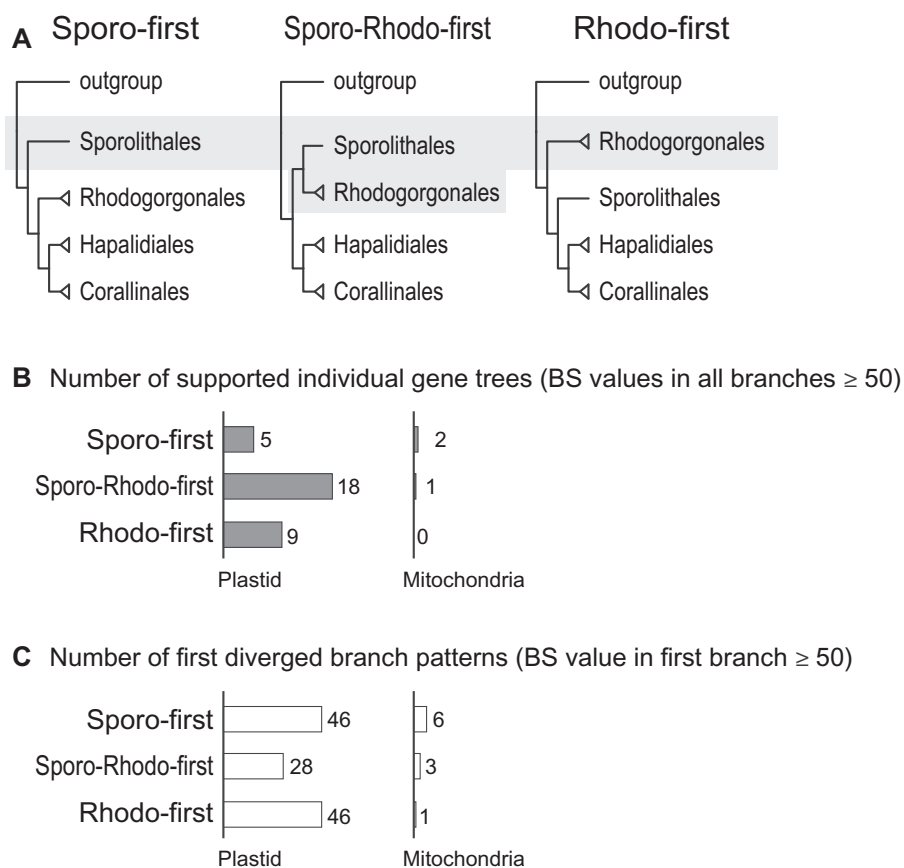 A Sporo-first Sporo-Rhodo-first Rhodo-first
outgroup outgroup outgroup
Sporolithales Sporolithales Rhodogorgonales
Rhodogorgonales Rhodogorgonales Sporolithales
Hapalidiales Hapalidiales Hapalidiales
Corallinales Corallinales Corallinales
B Number of supported individual gene trees (BS values in all branches ≥ 50)
Sporo-first 5 2
Sporo-Rhodo-first 18 1
Rhodo-first 9 0
Plastid Mitochondria
C Number of first diverged branch patterns (BS value in first branch ≥ 50)
Sporo-first 46 6
Sporo-Rhodo-first 28 3
Rhodo-first 46 1
Plastid Mitochondria